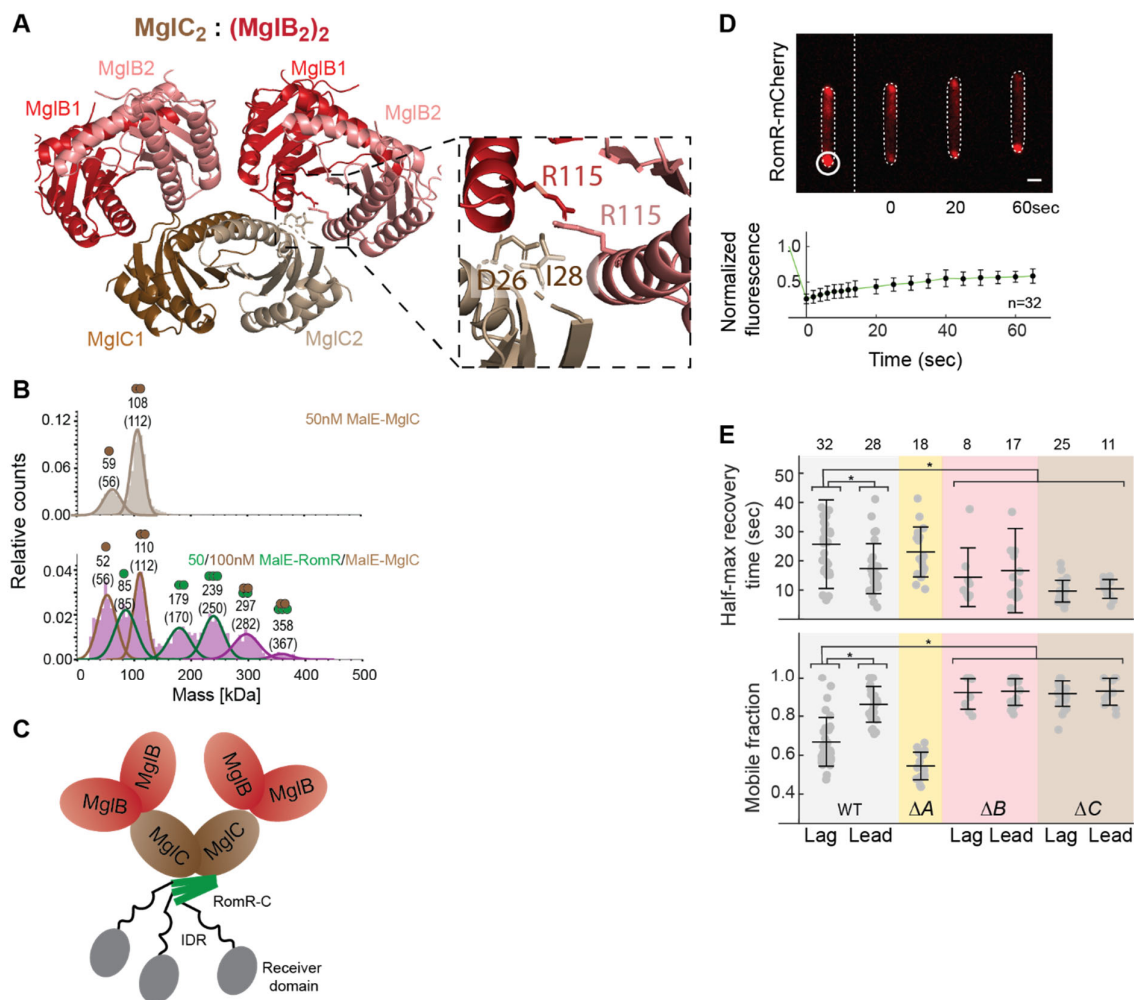 A
MglC2 : (MglB2)2
MglB2
MglB1
MglB1
MglB2
MglC1
MglC2
R115
R115
D26
I28
B
Relative counts
0.12
0.06
0.00
108
(112)
59
(56)
50nM MalE-MglC
50/100nM MalE-RomR/MalE-MglC
0.04
0.02
0.00
52
(56)
85
(85)
110
(112)
179
(170)
239
(250)
297
(282)
358
(367)
0 100 200 300 400 500
Mass [kDa]
C
MglB
MglB
MglB
MglB
MglC
MglC
RomR-C
IDR
Receiver
domain
D
RomR-mCherry
0 20 60sec
Normalized
fluorescence
1.0
0.5
n=32
0 20 40 60
Time (sec)
E
32 28 18 8 17 25 11
Half-max recovery
time (sec)
50
40
30
20
10
*
*
Mobile fraction
1.0
0.8
0.6
0.4
*
*
WT ΔA ΔB ΔC
Lag Lead Lag Lead Lag Lead